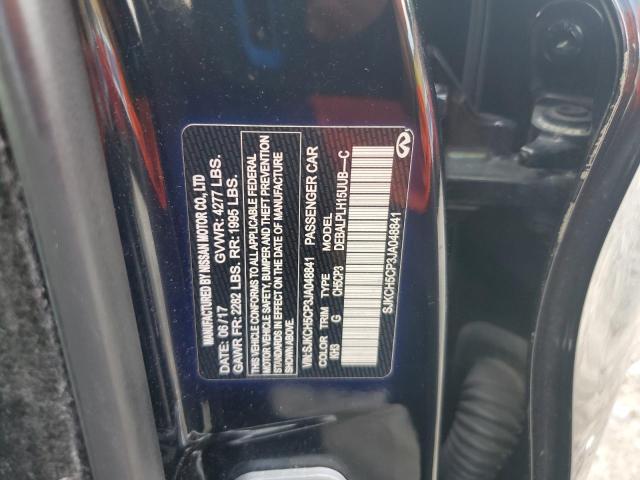 MANUFACTURED BY NISSAN MOTOR CO., LTD
DATE: 06/17 GVWR: 4277 LBS.
GAWR FR: 2282 LBS. RR: 1995 LBS.
THIS VEHICLE CONFORMS TO ALL APPLICABLE FEDERAL
MOTOR VEHICLE SAFETY, BUMPER AND THEFT PREVENTION
STANDARDS IN EFFECT ON THE DATE OF MANUFACTURE
SHOWN ABOVE.
VIN:SJKCH5CP3JA048841 PASSENGER CAR
COLOR TRIM TYPE MODEL
KH3 G CH5CP3 DEBALPLH15UUB-C
SJKCH5CP3JA048841